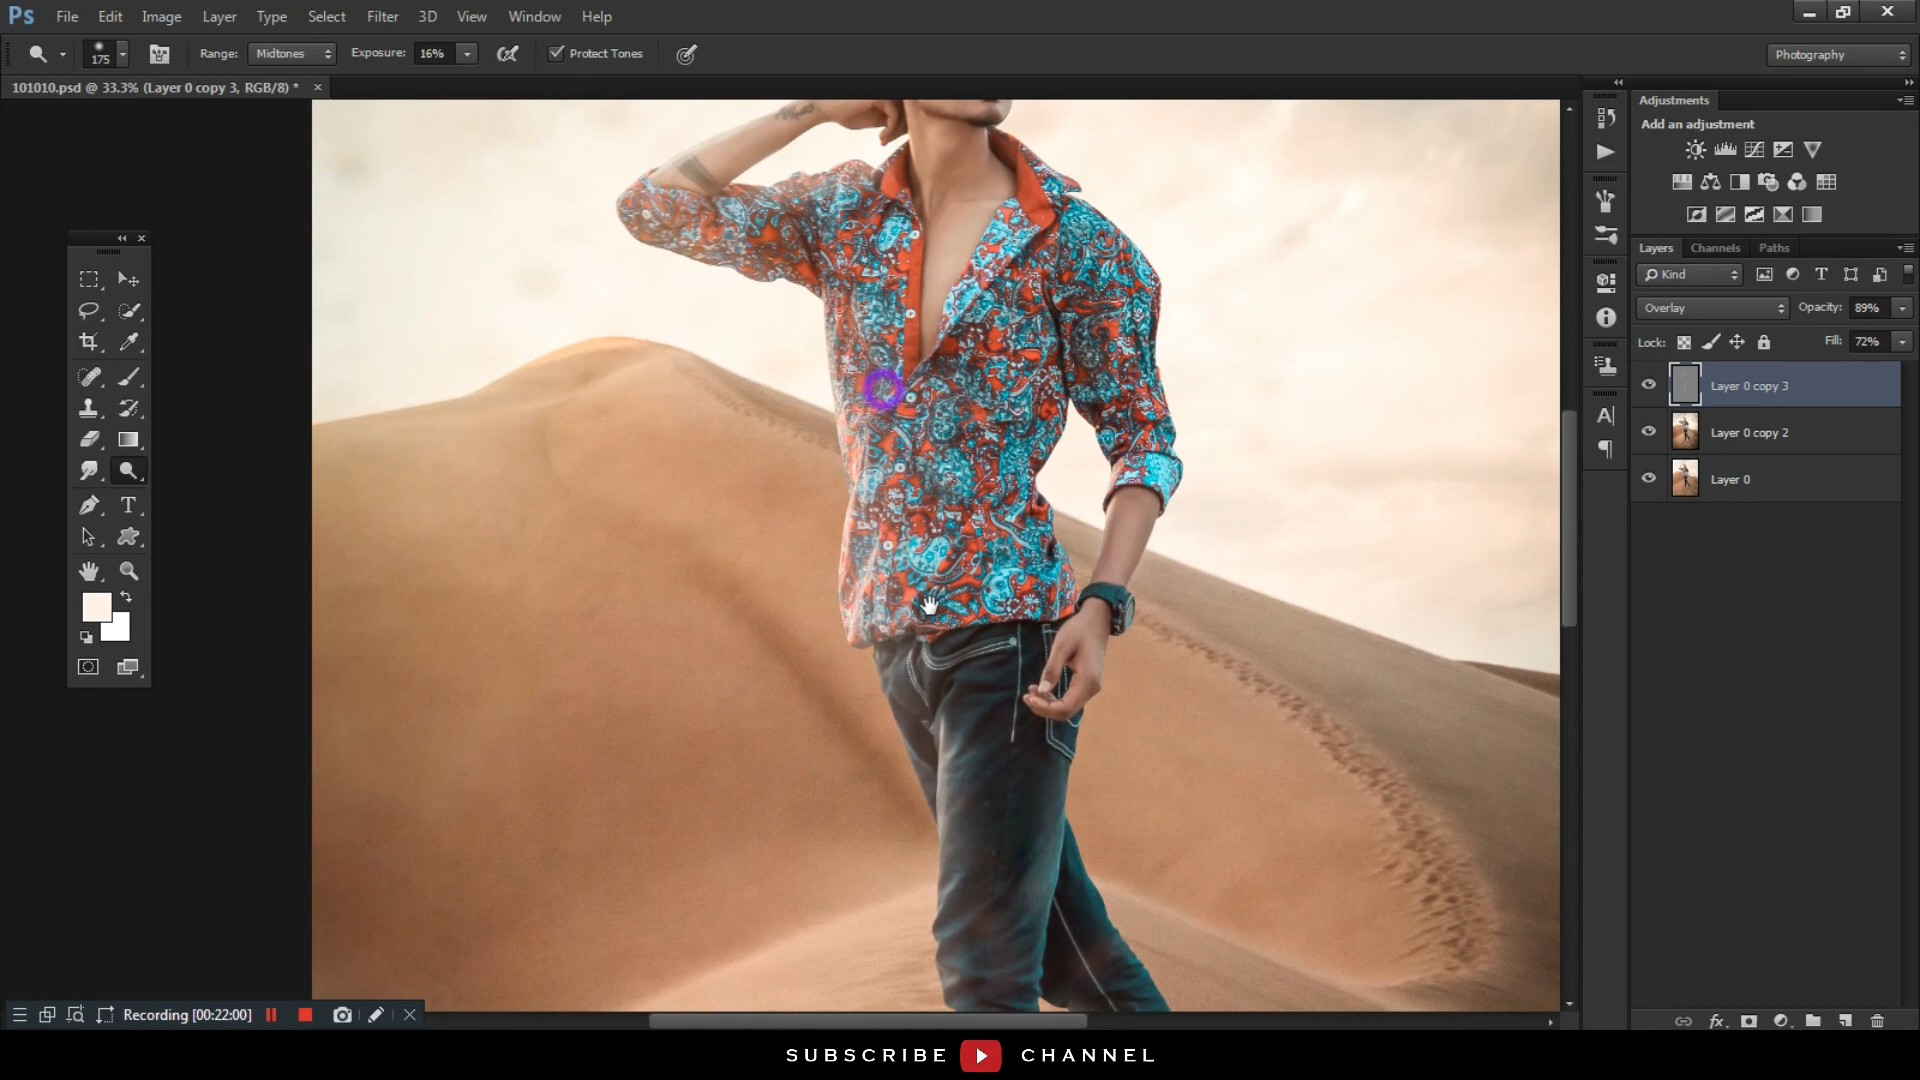 Ps File Edit Image Layer Type Select Filter 3D View Window Help
175 Range: Midtones Exposure: 16% Protect Tones Photography
101010.psd @ 33.3% (Layer 0 copy 3, RGB/8) *
Adjustments
Add an adjustment
Layers Channels Paths
Kind
Overlay Opacity: 89%
Lock: Fill: 72%
Layer 0 copy 3
Layer 0 copy 2
Layer 0
Recording [00:22:00]
SUBSCRIBE CHANNEL